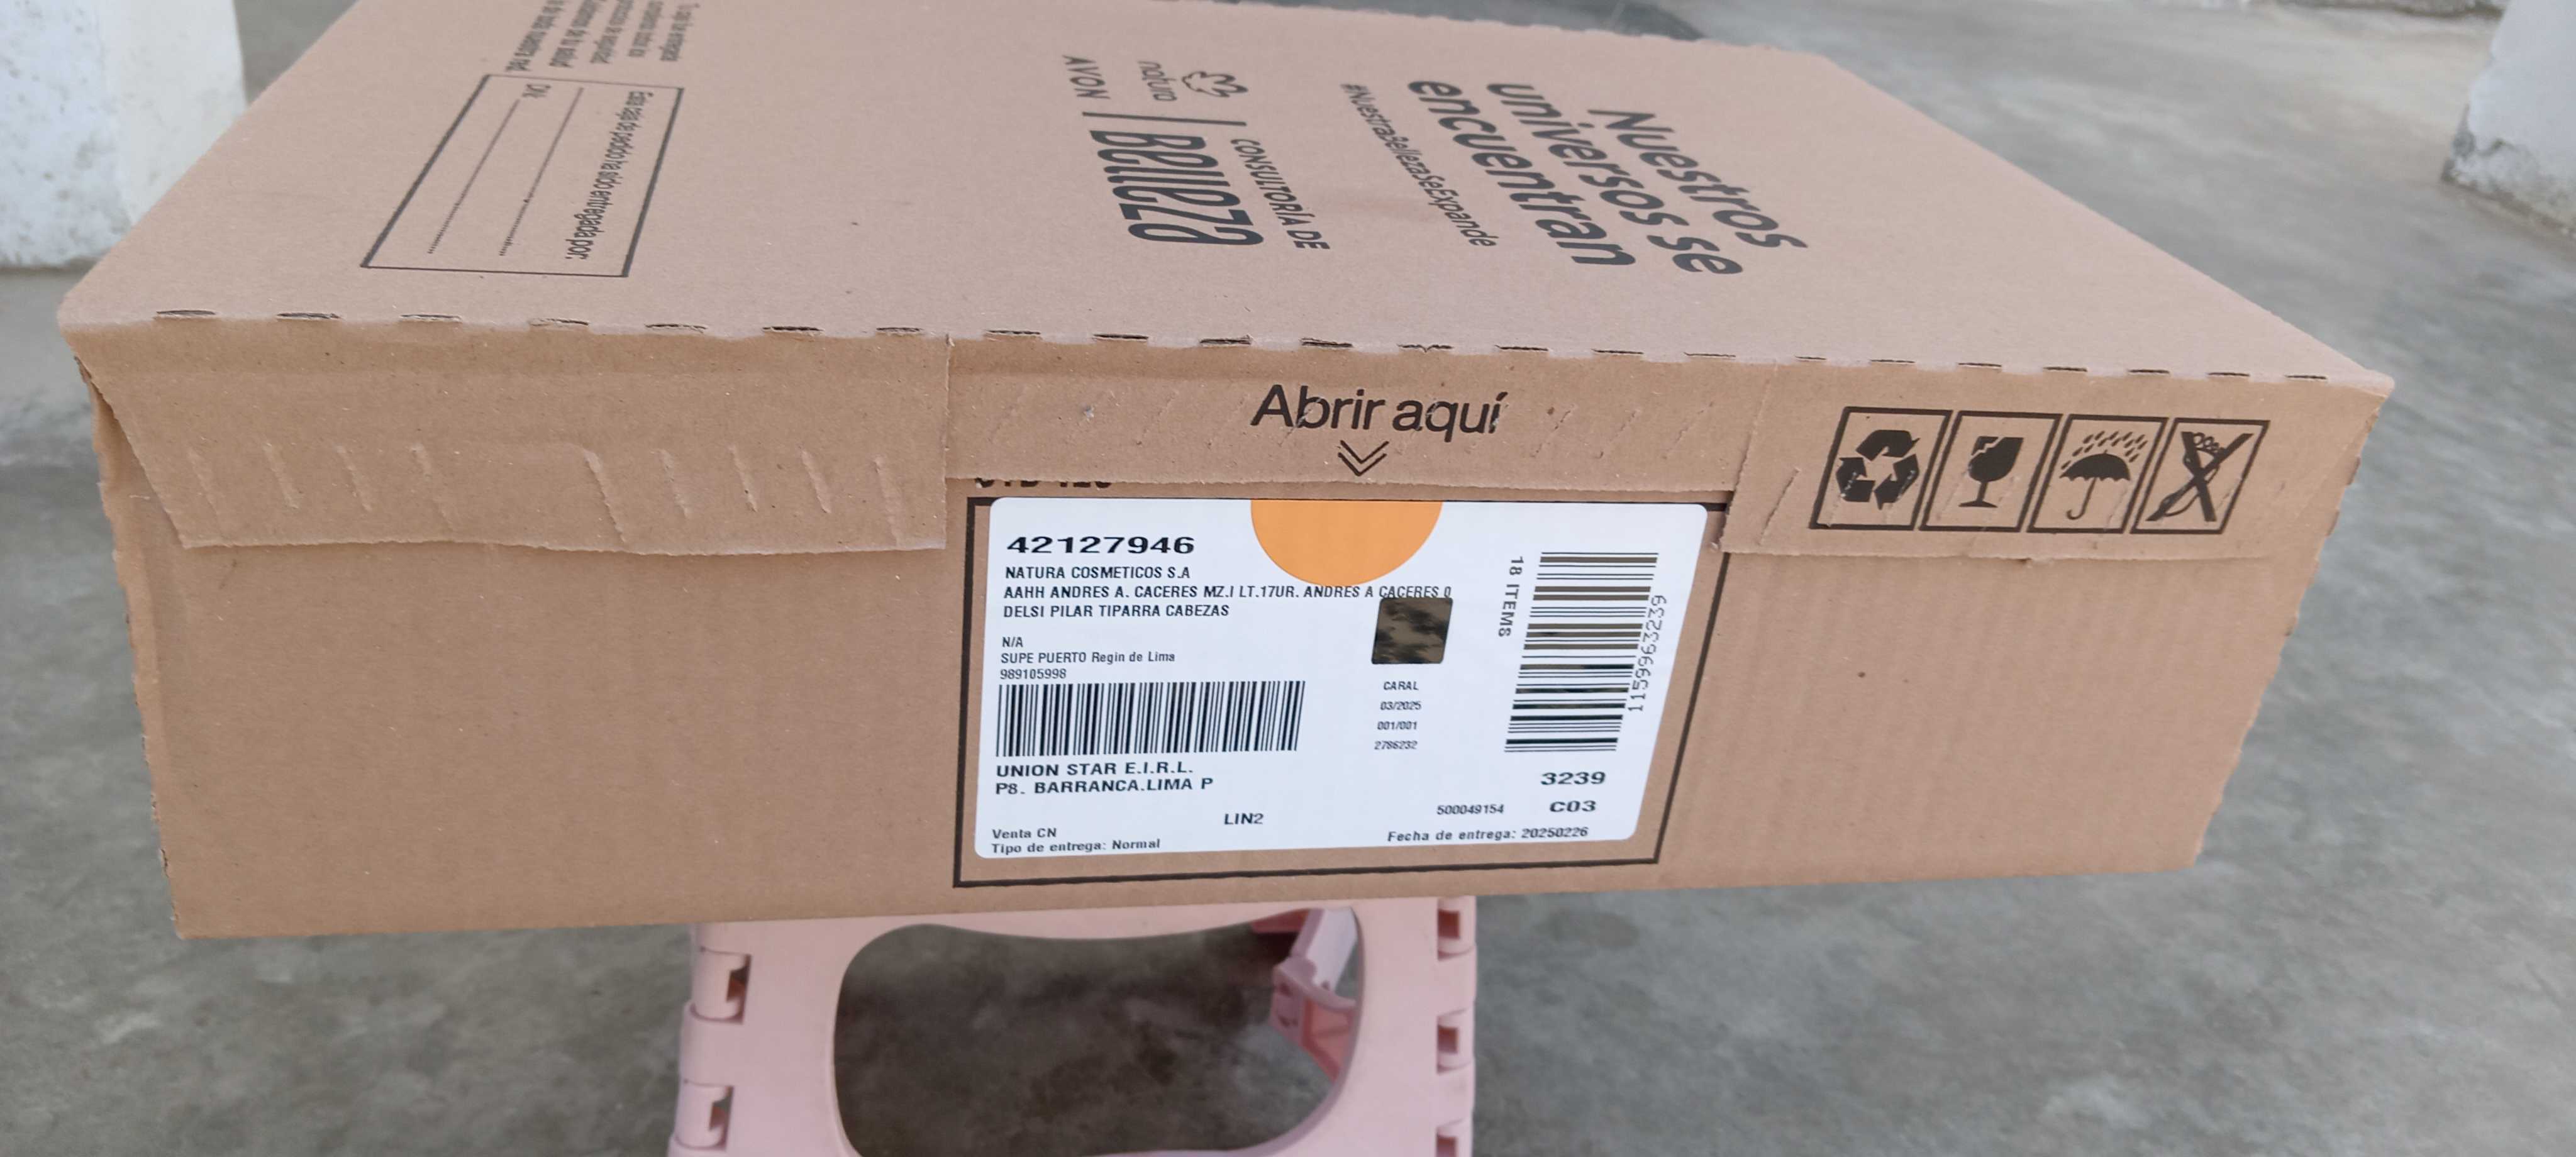 Nuestros
universos se
encuentran
#NuestraBellezaSeExpande
natura
AVON
CONSULTORÍA DE
Belleza
Esta caja de pedido ha sido entregada por:
DNI:
Abrir aquí
42127946
NATURA COSMETICOS S.A
AAHH ANDRES A. CACERES MZ.I LT.17UR. ANDRES A CACERES 0
DELSI PILAR TIPARRA CABEZAS
N/A
SUPE PUERTO Regin de Lima
989105998
UNION STAR E.I.R.L.
P8. BARRANCA.LIMA P
LIN2
Venta CN
Tipo de entrega: Normal
CARAL
03/2025
001/001
2786232
18 ITEMS
1159963239
3239
500049154
C03
Fecha de entrega: 20250226